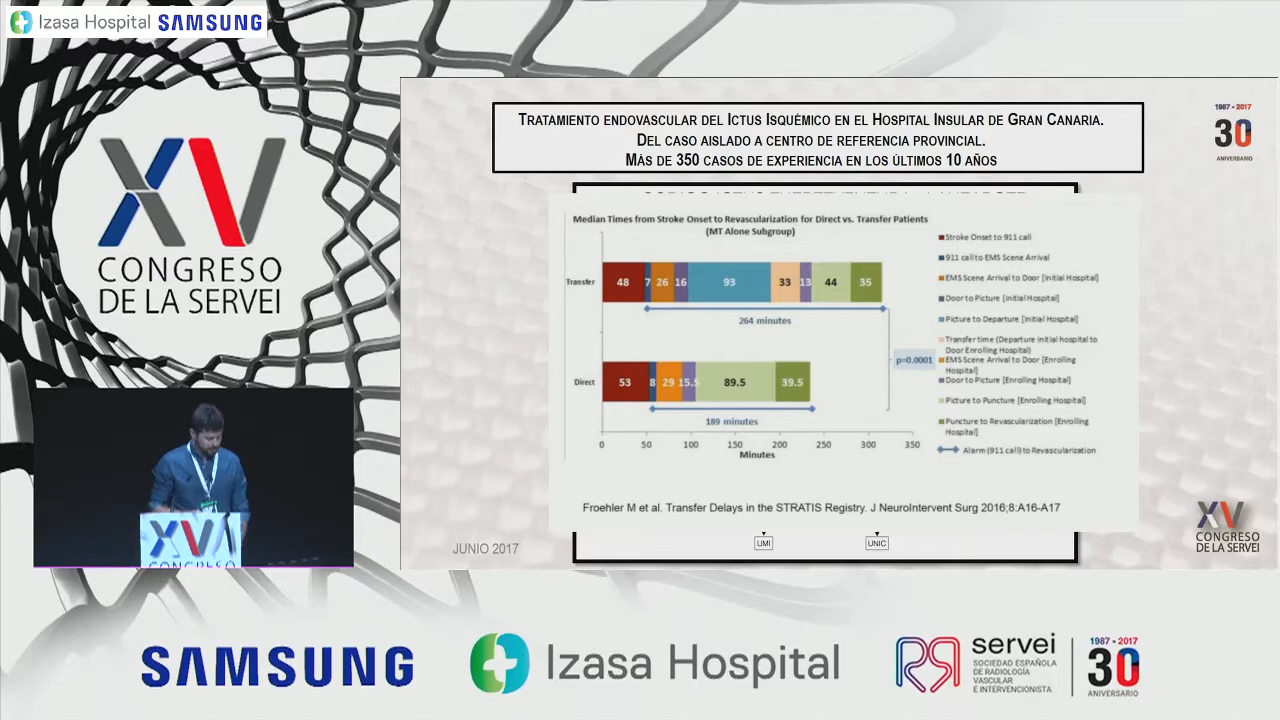 Izasa Hospital SAMSUNG
XV
CONGRESO
DE LA SERVEI
TRATAMIENTO ENDOVASCULAR DEL ICTUS ISQUÉMICO EN EL HOSPITAL INSULAR DE GRAN CANARIA.
DEL CASO AISLADO A CENTRO DE REFERENCIA PROVINCIAL.
MÁS DE 350 CASOS DE EXPERIENCIA EN LOS ÚLTIMOS 10 AÑOS
1987 • 2017
30
ANIVERSARIO
Median Times from Stroke Onset to Revascularization for Direct vs. Transfer Patients
(MT Alone Subgroup)
Transfer
48 7 26 16 93 33 13 44 35
264 minutes
p=0.0001
Direct
53 8 29 15.5 89.5 39.5
189 minutes
0 50 100 150 200 250 300 350
Minutes
Stroke Onset to 911 call
911 call to EMS Scene Arrival
EMS Scene Arrival to Door [Initial Hospital]
Door to Picture [Initial Hospital]
Picture to Departure [Initial Hospital]
Transfer time (Departure initial hospital to
Door Enrolling Hospital)
EMS Scene Arrival to Door [Enrolling
Hospital]
Door to Picture [Enrolling Hospital]
Picture to Puncture [Enrolling Hospital]
Puncture to Revascularization [Enrolling
Hospital]
Alarm (911 call) to Revascularization
Froehler M et al. Transfer Delays in the STRATIS Registry. J NeuroIntervent Surg 2016;8:A16-A17
UMI
UNIC
JUNIO 2017
XV
CONGRESO
DE LA SERVEI
XV
CONGRESO
SAMSUNG
Izasa Hospital
servei
SOCIEDAD ESPAÑOLA
DE RADIOLOGÍA
VASCULAR
E INTERVENCIONISTA
1987 • 2017
30
ANIVERSARIO